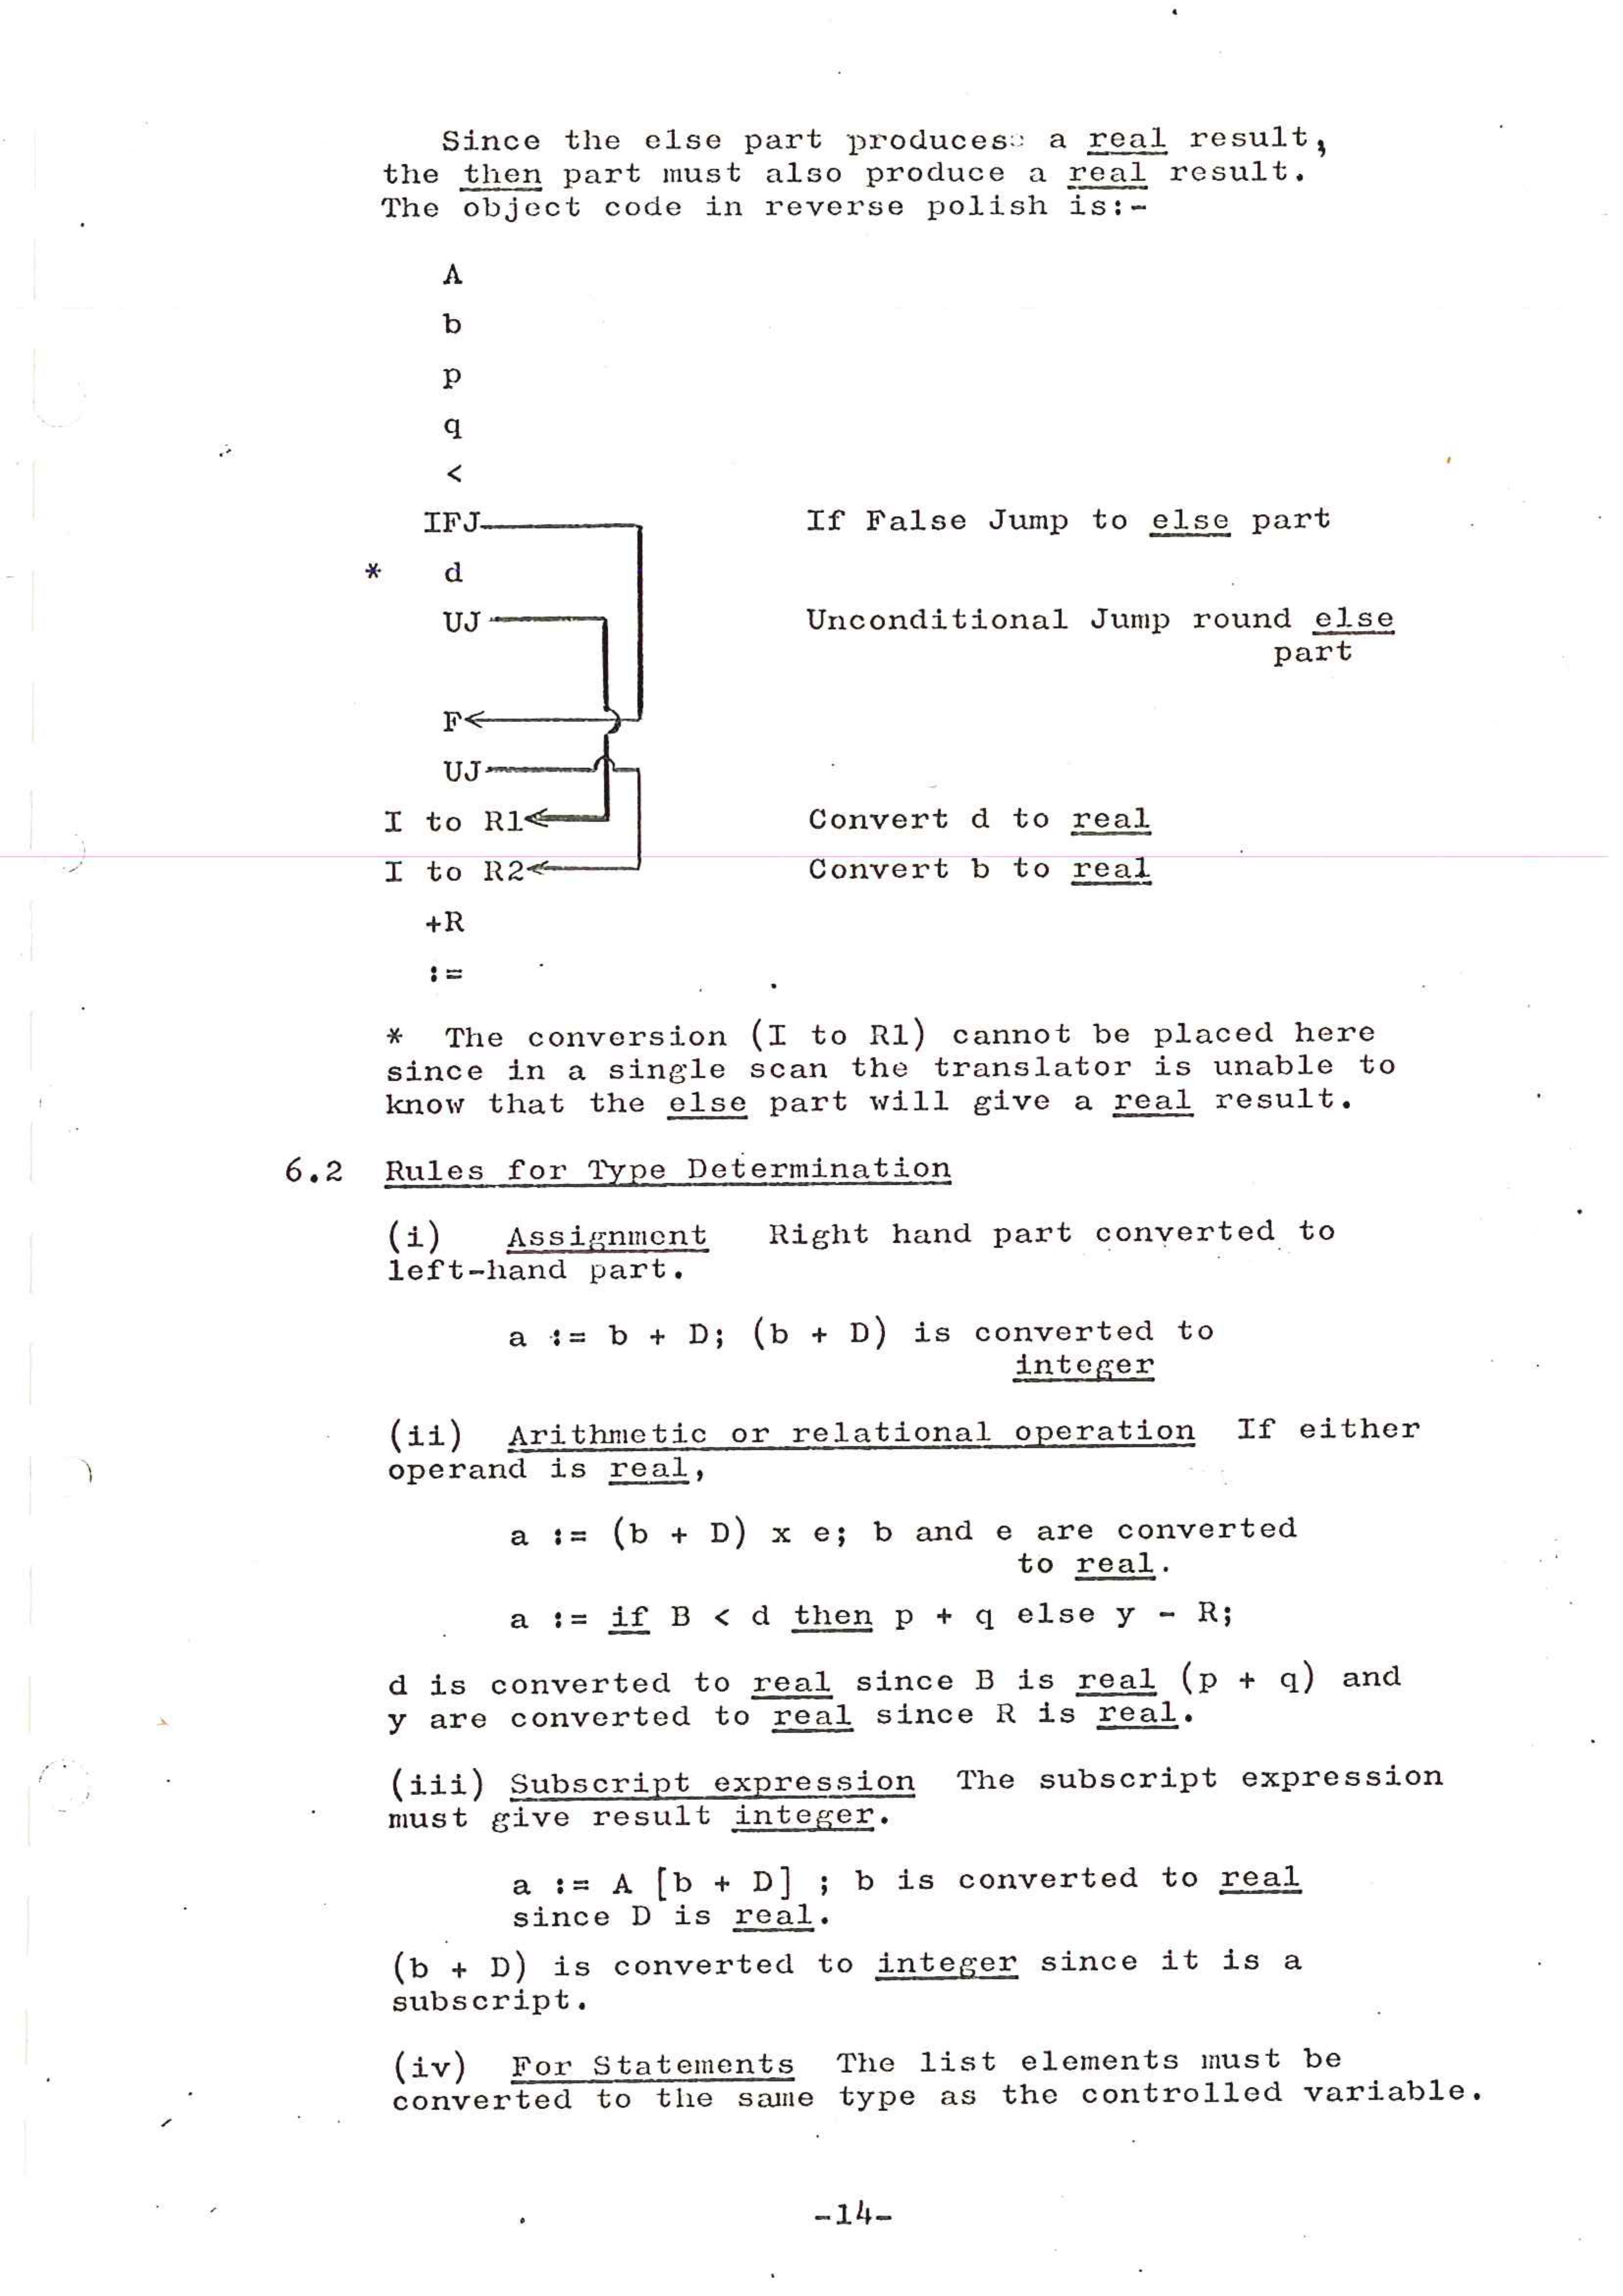 Since the else part produces a real result,
the then part must also produce a real result.
The object code in reverse polish is:-
A
b
p
q
<
IFJ If False Jump to else part
* d
UJ Unconditional Jump round else
part
F
UJ
I to R1 Convert d to real
I to R2 Convert b to real
+R
:=
* The conversion (I to R1) cannot be placed here
since in a single scan the translator is unable to
know that the else part will give a real result.
6.2 Rules for Type Determination
(i) Assignment Right hand part converted to
left-hand part.
a := b + D; (b + D) is converted to
integer
(ii) Arithmetic or relational operation If either
operand is real,
a := (b + D) x e; b and e are converted
to real.
a := if B < d then p + q else y - R;
d is converted to real since B is real (p + q) and
y are converted to real since R is real.
(iii) Subscript expression The subscript expression
must give result integer.
a := A [b + D] ; b is converted to real
since D is real.
(b + D) is converted to integer since it is a
subscript.
(iv) For Statements The list elements must be
converted to the same type as the controlled variable.
-14-